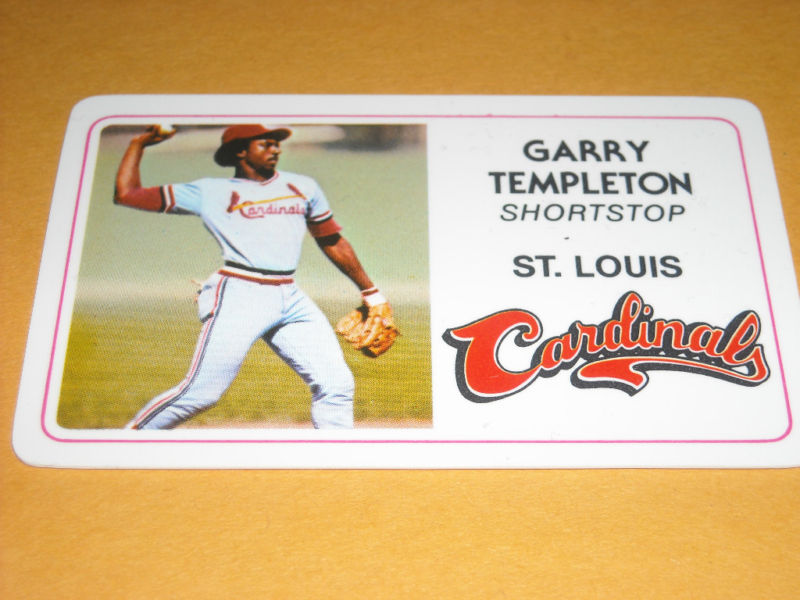 GARRY
TEMPLETON
SHORTSTOP
ST. LOUIS
Cardinals
Cardinals